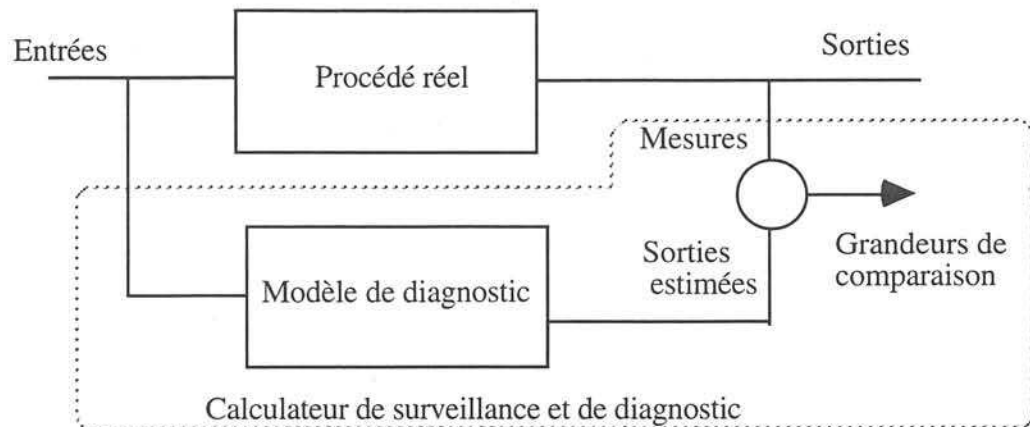 Entrées
Procédé réel
Sorties
Mesures
Sorties
estimées
Grandeurs de
comparaison
Modèle de diagnostic
Calculateur de surveillance et de diagnostic